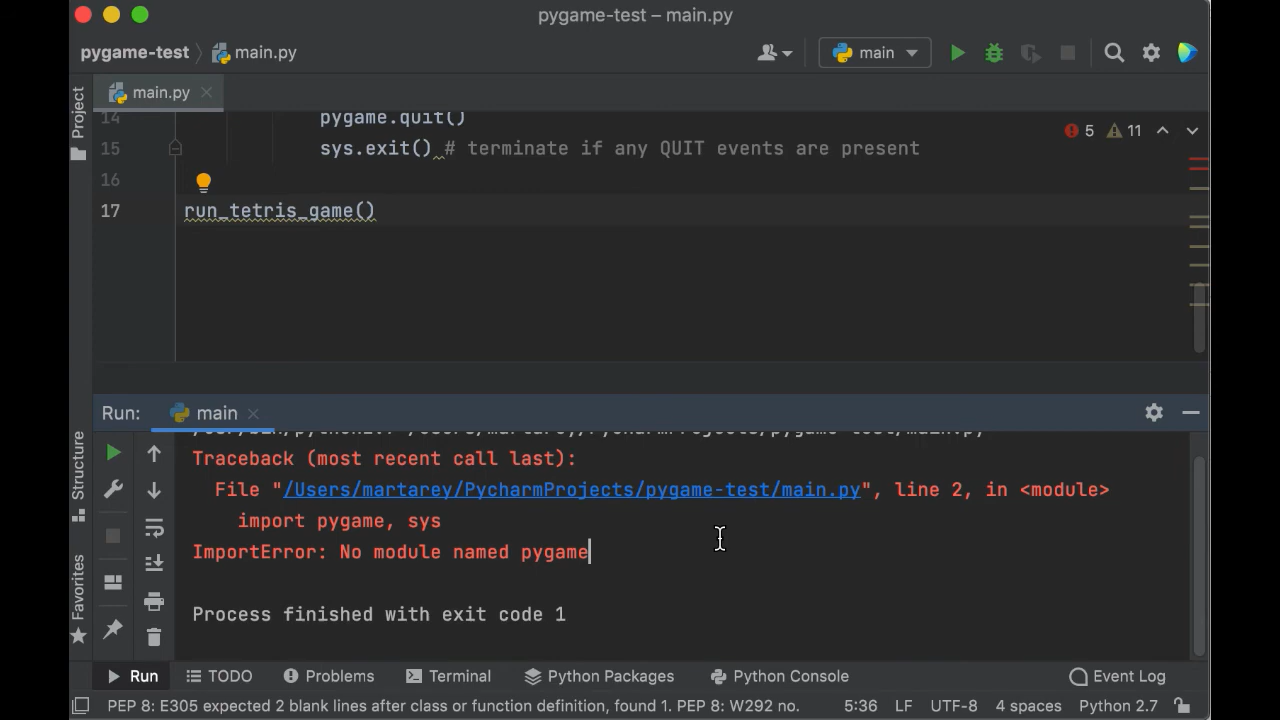 pygame-test – main.py
pygame-test
main.py
main
Project
main.py
14 pygame.quit()
5
11
15 sys.exit() # terminate if any QUIT events are present
16
17 run_tetris_game()
Run: main
Structure
Favorites
Traceback (most recent call last):
File "/Users/martarey/PycharmProjects/pygame-test/main.py", line 2, in <module>
import pygame, sys
ImportError: No module named pygame
Process finished with exit code 1
Run TODO Problems Terminal Python Packages Python Console Event Log
PEP 8: E305 expected 2 blank lines after class or function definition, found 1. PEP 8: W292 no. 5:36 LF UTF-8 4 spaces Python 2.7